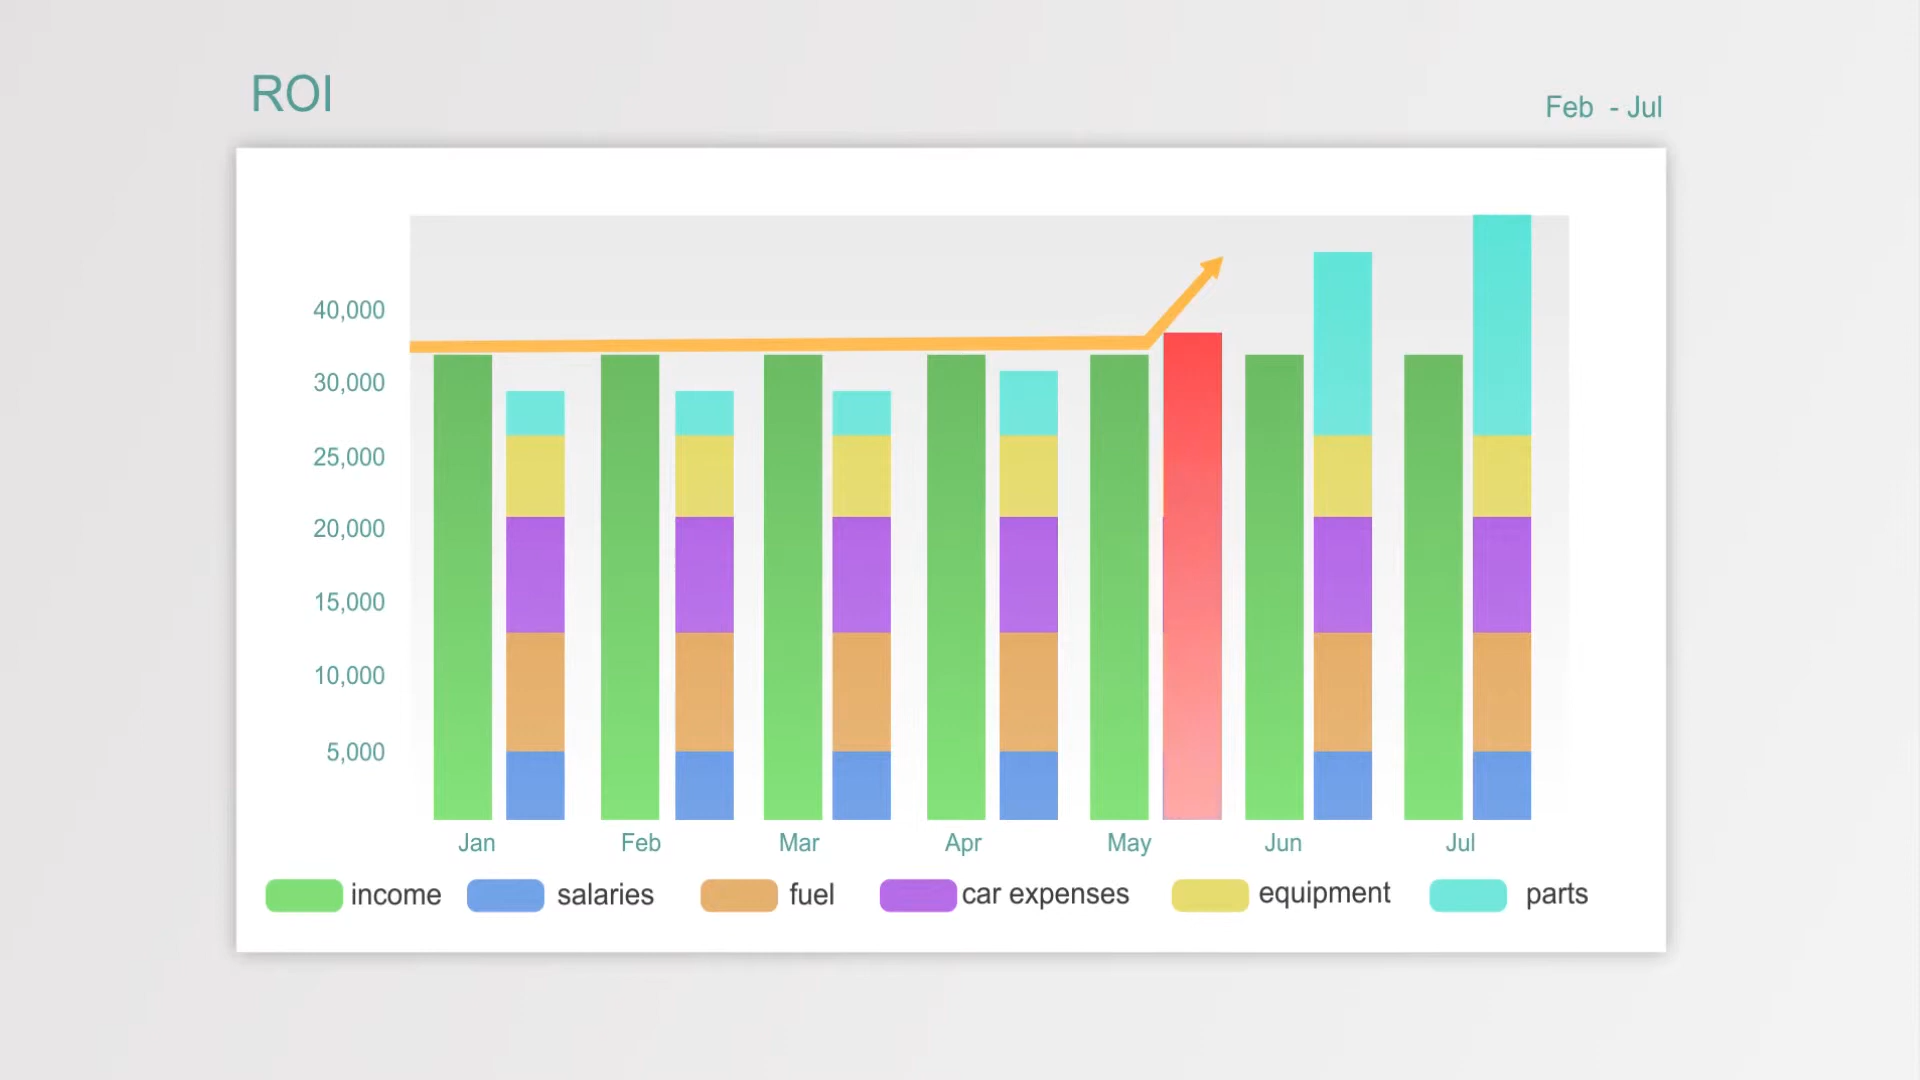 ROI
Feb - Jul
40,000
30,000
25,000
20,000
15,000
10,000
5,000
Jan Feb Mar Apr May Jun Jul
income salaries fuel car expenses equipment parts